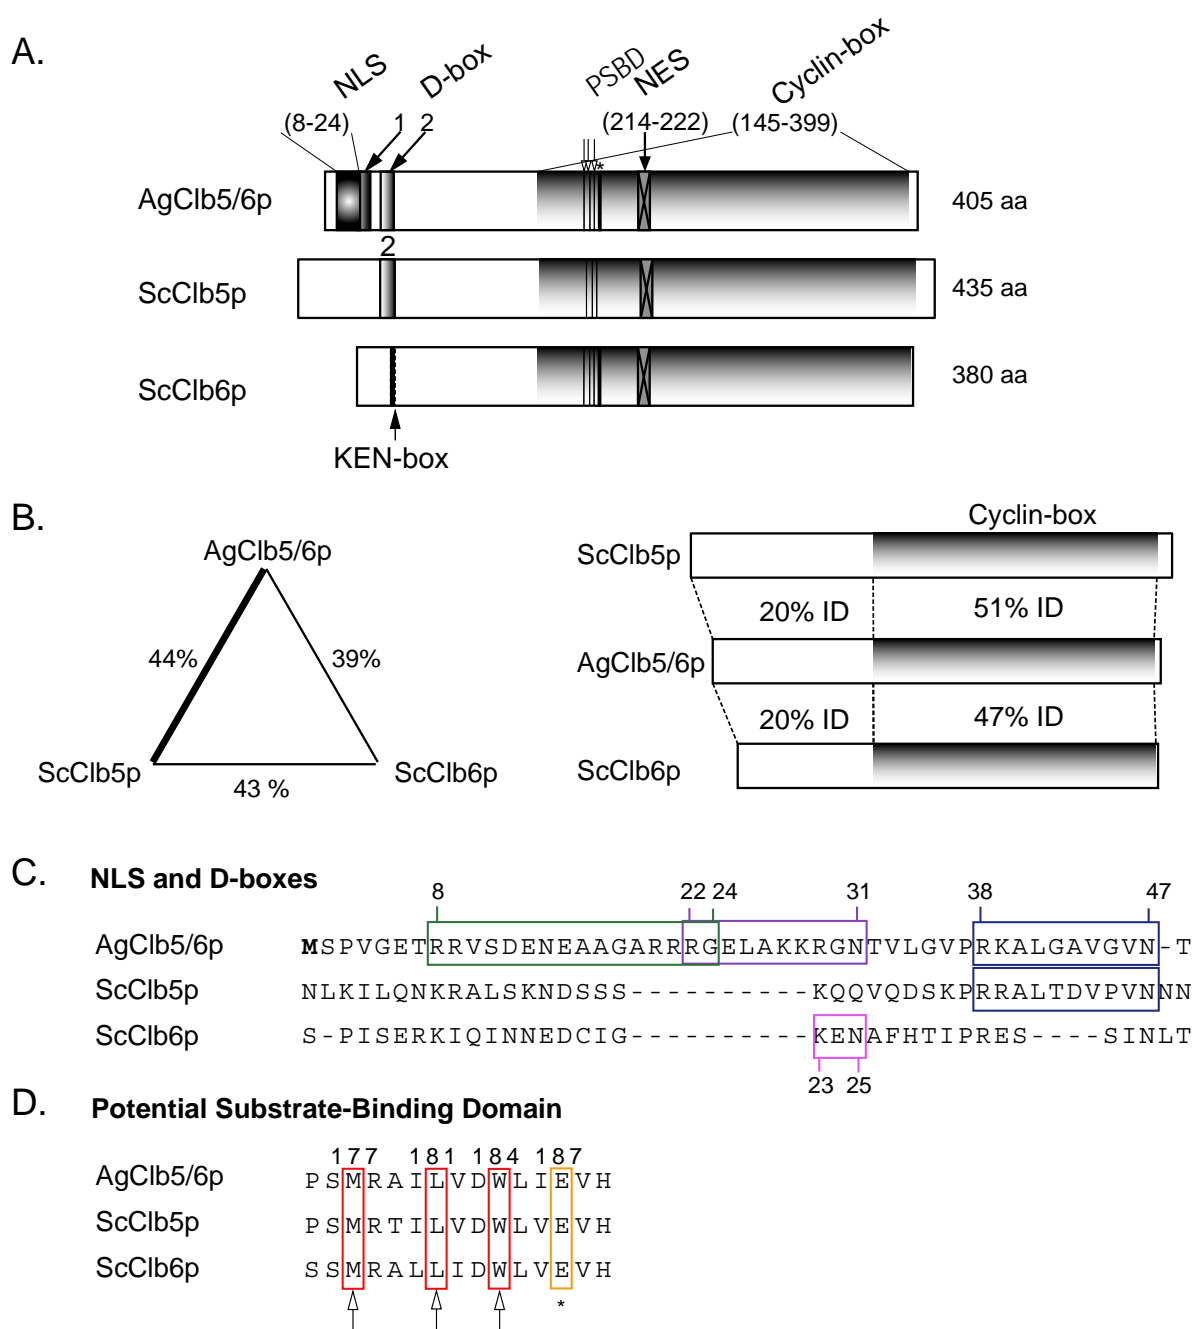 A.
NLS
D-box
PSBD
NES
Cyclin-box
(8-24) 1 2 (214-222) (145-399)
*
AgClb5/6p 405 aa
2
ScClb5p 435 aa
ScClb6p 380 aa
KEN-box
B.
AgClb5/6p
44% 39%
ScClb5p ScClb6p
43 %
Cyclin-box
ScClb5p
20% ID 51% ID
AgClb5/6p
20% ID 47% ID
ScClb6p
C. NLS and D-boxes
8 22 24 31 38 47
AgClb5/6p MSPVGETRRVSDENEAAGARRRGELAKKRGNTVLGVPRKALGAVGVN-T
ScClb5p NLKILQNKRALSKNDSSS----------KQQVQDSKPRRALTDVPVNNN
ScClb6p S-PISERKIQINNEDCIG----------KENAFHTIPRES----SINLT
23 25
D. Potential Substrate-Binding Domain
177 181 184 187
AgClb5/6p PSMRAILVDWLIEVH
ScClb5p PSMRTILVDWLVEVH
ScClb6p SSMRALLIDWLVEVH
*